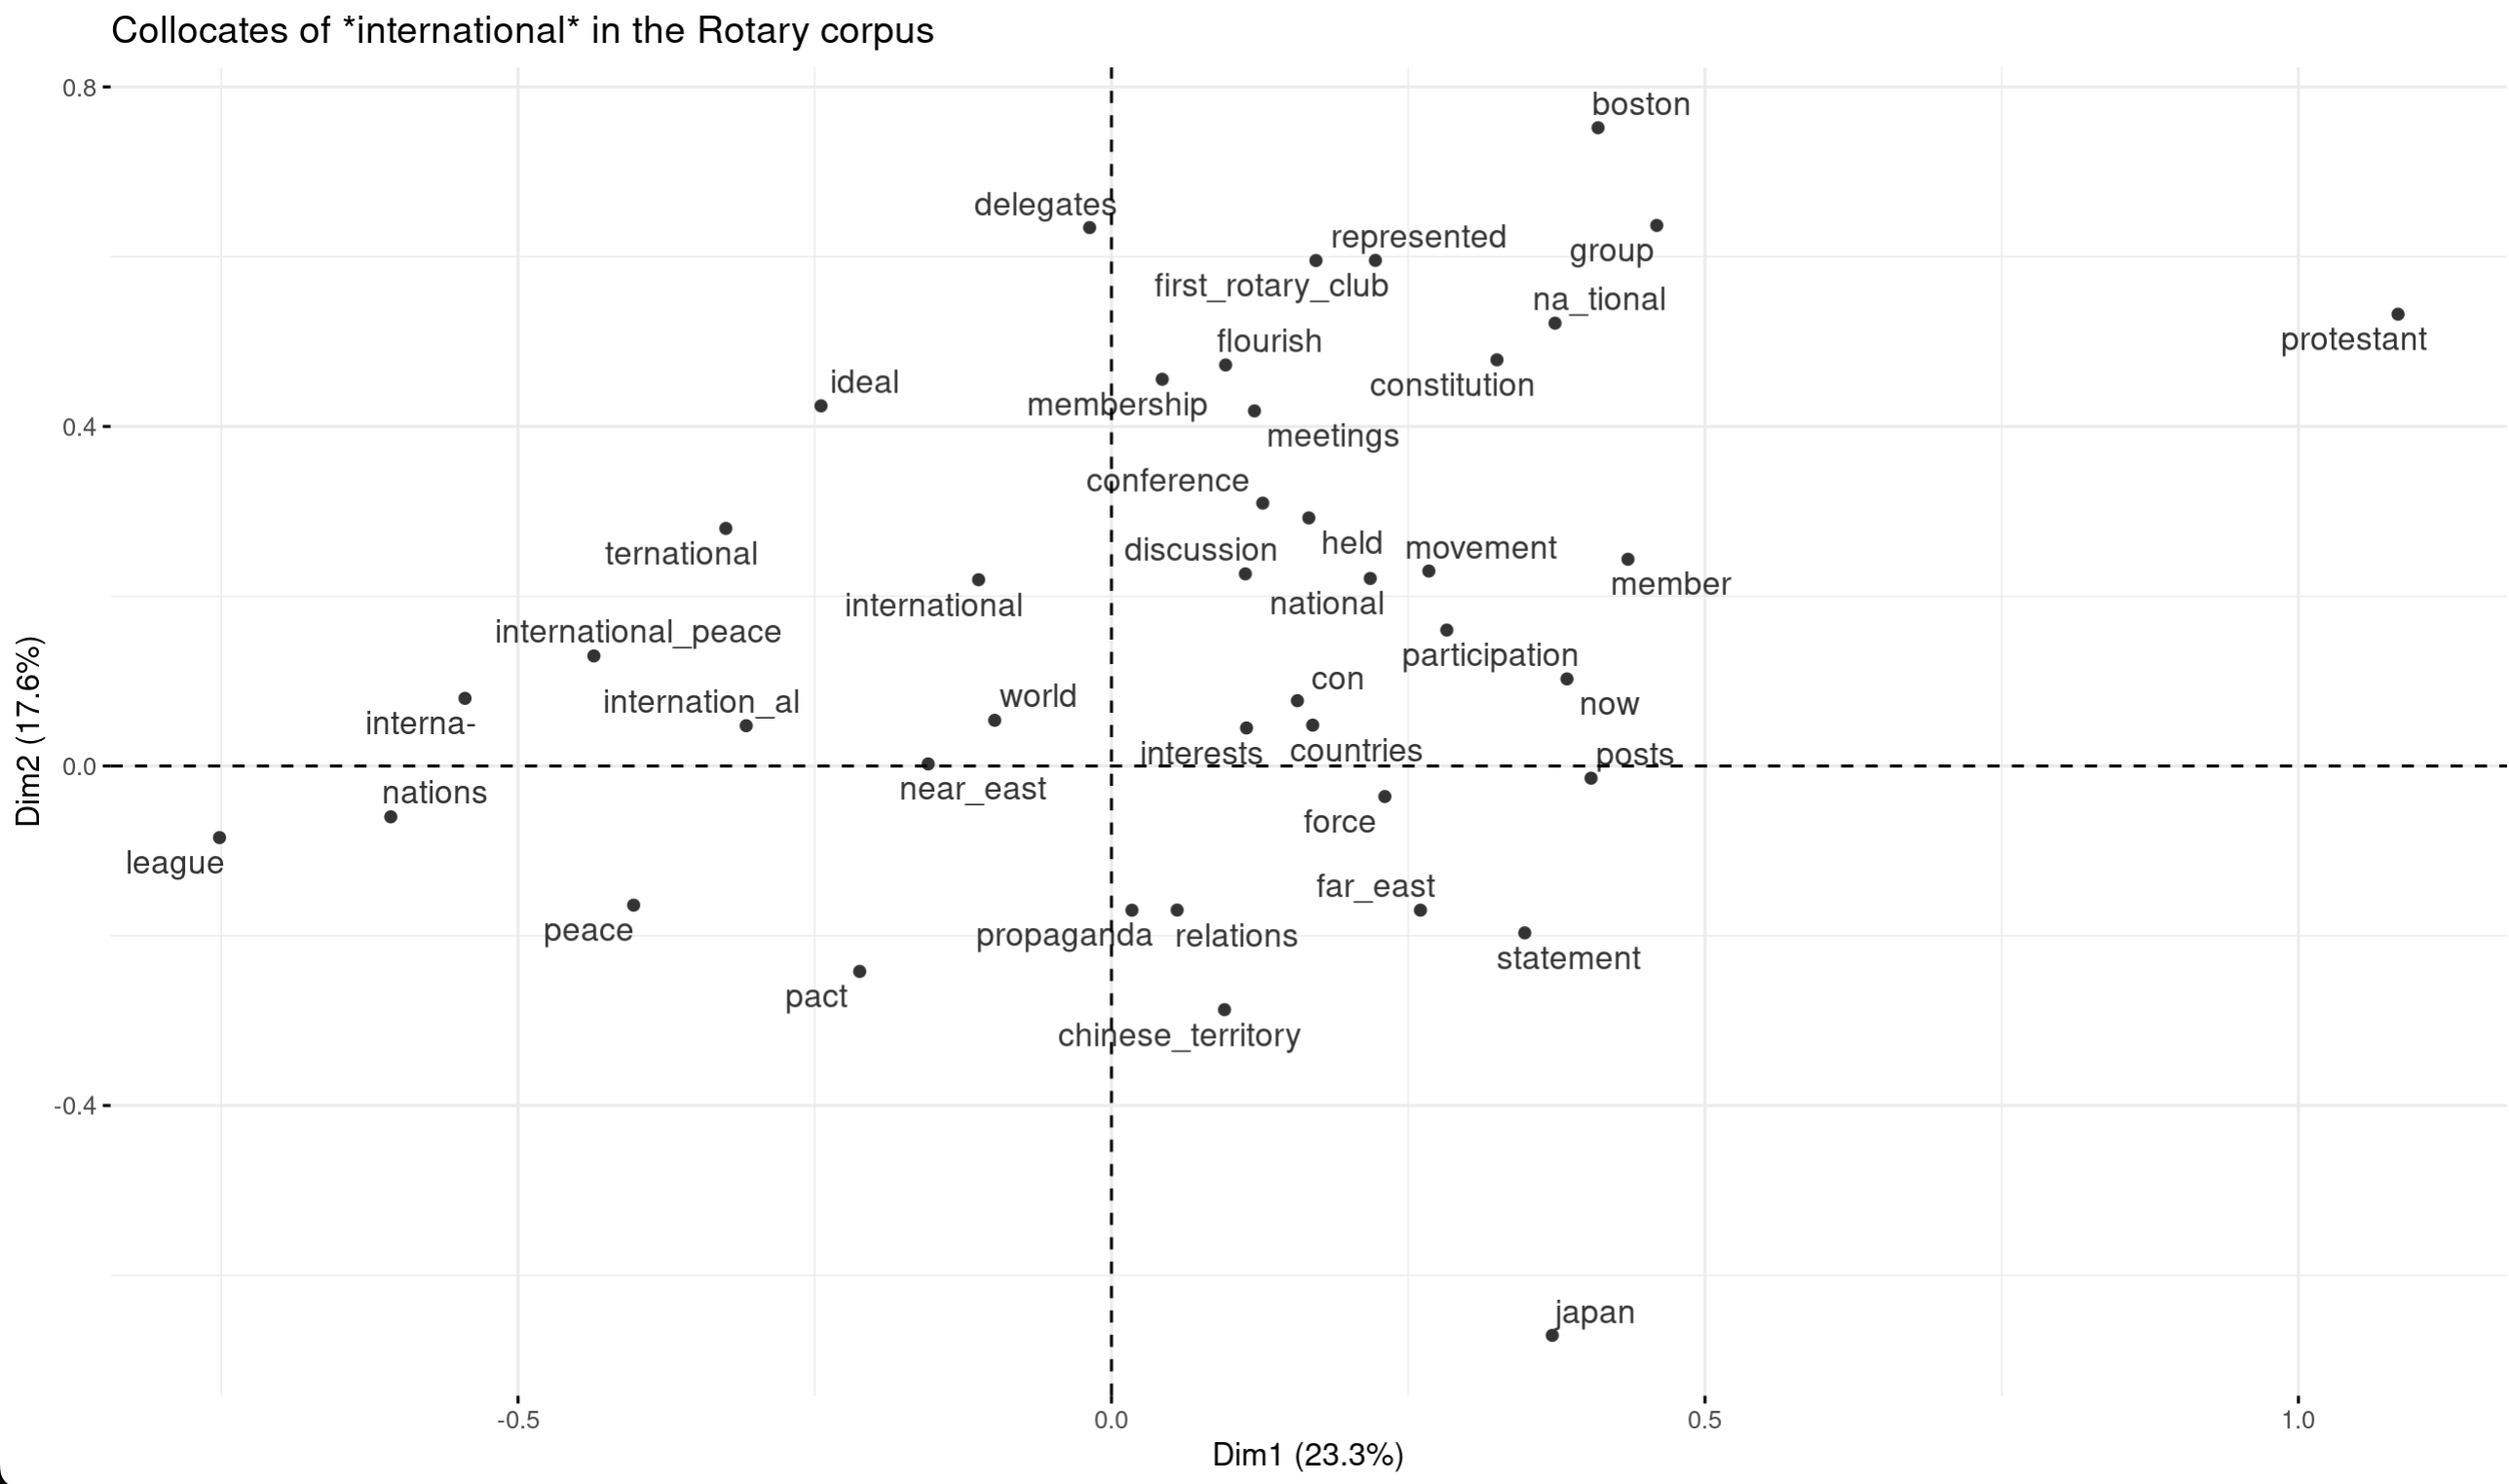 Collocates of *international* in the Rotary corpus
0.8
boston
delegates
represented
group
first_rotary_club
na_tional
flourish
protestant
ideal
constitution
membership
0.4
meetings
conference
ternational
discussion
held
movement
member
international
national
international_peace
participation
con
internation_al
world
now
interna-
interests
countries
posts
0.0
near_east
nations
force
league
far_east
peace
propaganda
relations
statement
pact
chinese_territory
-0.4
japan
-0.5
0.0
0.5
1.0
Dim1 (23.3%)
Dim2 (17.6%)